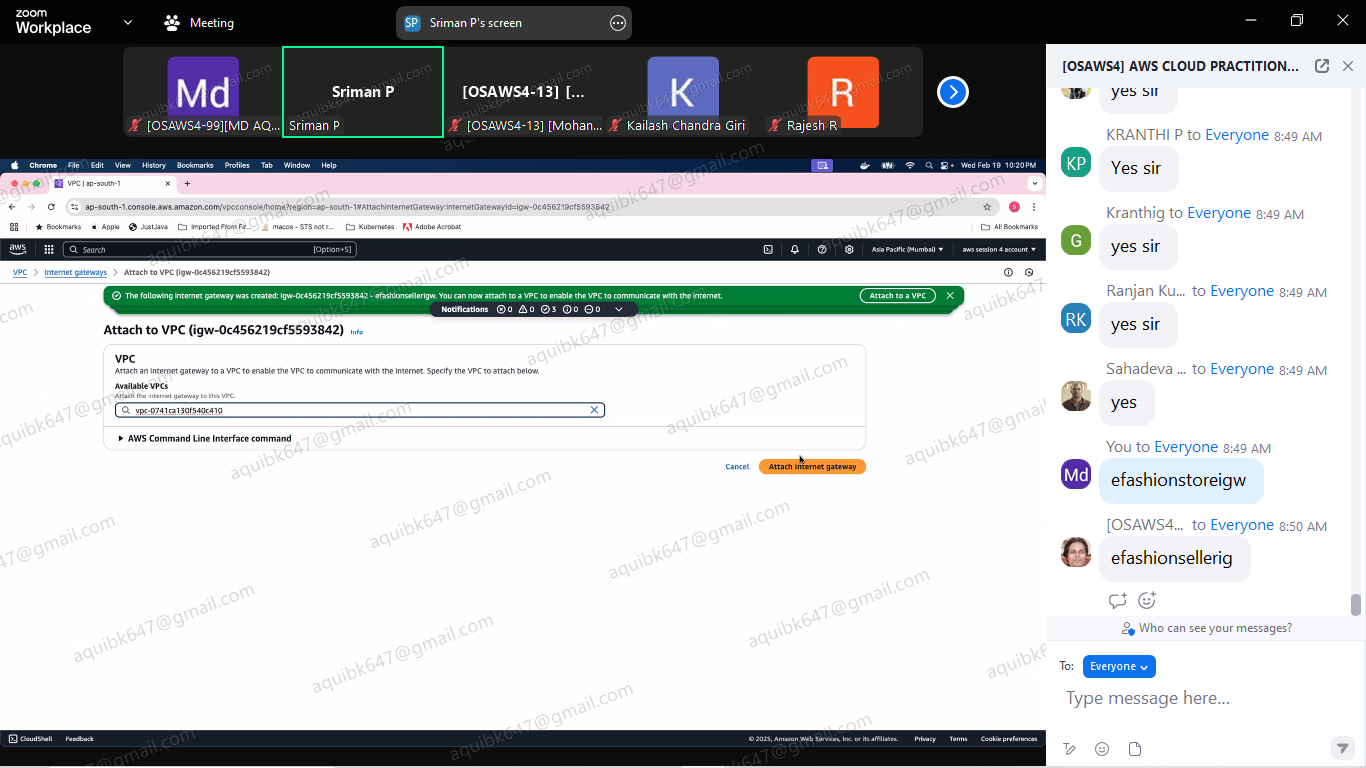 zoom
Workplace
Meeting
SP
Sriman P's screen
Md
[OSAWS4-99][MD AQ...
Sriman P
Sriman P
[OSAWS4-13] [...
[OSAWS4-13] [Mohan...
K
Kailash Chandra Giri
R
Rajesh R
Chrome File Edit View History Bookmarks Profiles Tab Window Help
Wed Feb 19 10:20 PM
VPC | ap-south-1
ap-south-1.console.aws.amazon.com/vpcconsole/home?region=ap-south-1#AttachInternetGateway:internetGatewayId=igw-0c456219cf5593842
Bookmarks Apple JustJava Imported From Fir... macos - STS not r... Kubernetes Adobe Acrobat All Bookmarks
aws
Search [Option+S]
Asia Pacific (Mumbai)
aws session 4 account
VPC > Internet gateways > Attach to VPC (igw-0c456219cf5593842)
The following internet gateway was created: igw-0c456219cf5593842 - efashionsellerigw. You can now attach to a VPC to enable the VPC to communicate with the internet.
Attach to a VPC
Notifications 0 0 3 0 0
Attach to VPC (igw-0c456219cf5593842) Info
VPC
Attach an internet gateway to a VPC to enable the VPC to communicate with the internet. Specify the VPC to attach below.
Available VPCs
Attach the internet gateway to this VPC.
vpc-0741ca130f540c410
AWS Command Line Interface command
Cancel
Attach internet gateway
CloudShell Feedback
© 2025, Amazon Web Services, Inc. or its affiliates. Privacy Terms Cookie preferences
aquibk647@gmail.com
[OSAWS4] AWS CLOUD PRACTITION...
yes sir
KRANTHI P to Everyone 8:49 AM
KP
Yes sir
Kranthig to Everyone 8:49 AM
G
yes sir
Ranjan Ku... to Everyone 8:49 AM
RK
yes sir
Sahadeva ... to Everyone 8:49 AM
yes
You to Everyone 8:49 AM
Md
efashionstoreigw
[OSAWS4... to Everyone 8:50 AM
efashionsellerig
Who can see your messages?
To: Everyone
Type message here...